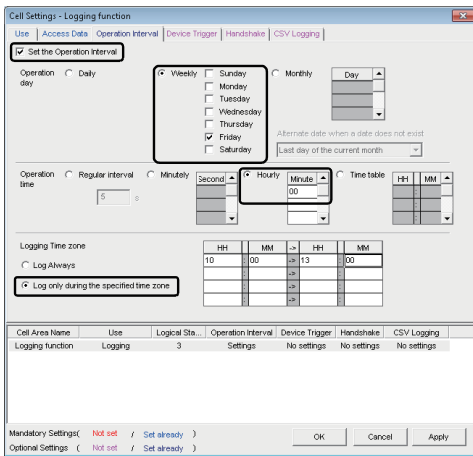 Cell Settings - Logging function
Use Access Data Operation Interval Device Trigger Handshake CSV Logging
Set the Operation Interval
Operation day Daily Weekly Sunday Monthly Day
Monday
Tuesday
Wednesday
Thursday
Friday Alternate date when a date does not exist
Saturday Last day of the current month
Operation time Regular interval Minutely Second Hourly Minute Time table HH MM
5 s 00
Logging Time zone HH MM -> HH MM
Log Always 10 : 00 -> 13 : 00
: -> :
Log only during the specified time zone : -> :
: -> :
Cell Area Name Use Logical Sta... Operation Interval Device Trigger Handshake CSV Logging
Logging function Logging 3 Settings No settings No settings No settings
Mandatory Settings( Not set / Set already ) OK Cancel Apply
Optional Settings ( Not set / Set already )